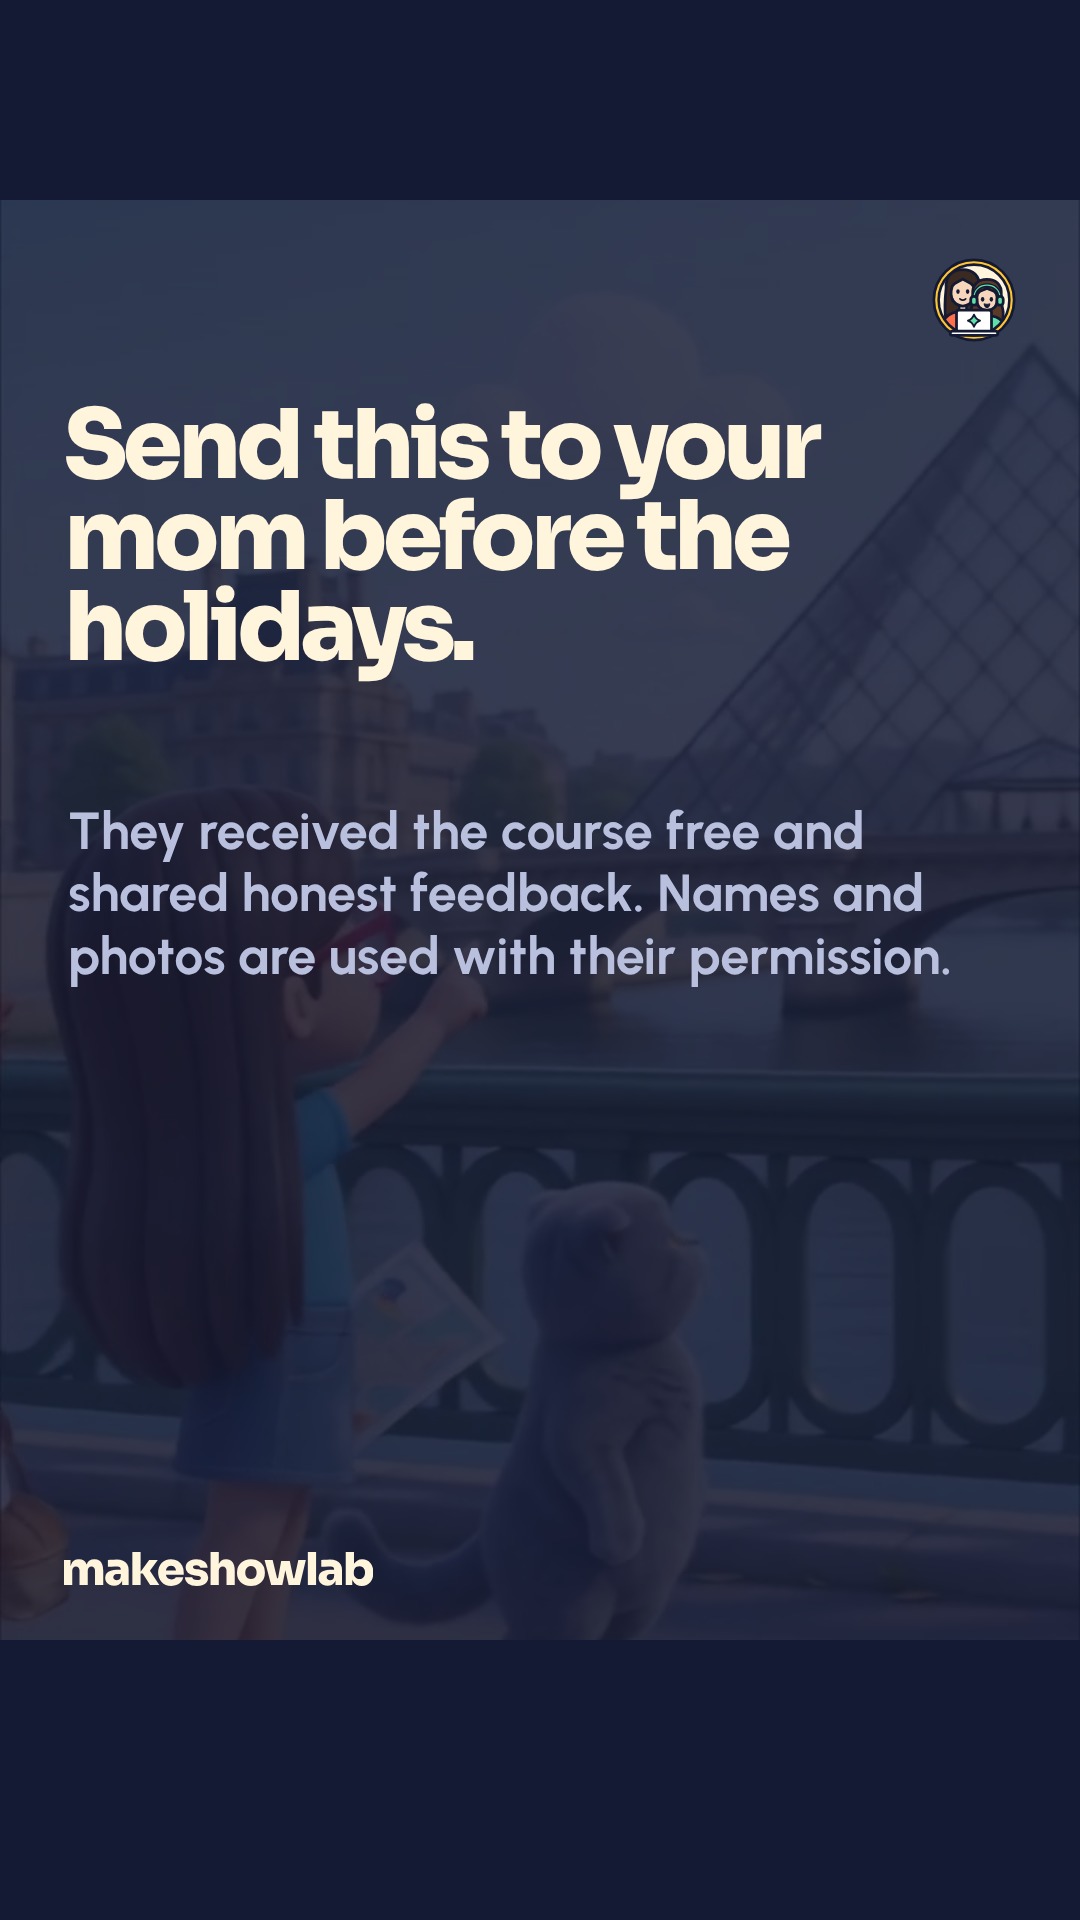 Send this to your
mom before the
holidays.
They received the course free and
shared honest feedback. Names and
photos are used with their permission.
makeshowlab